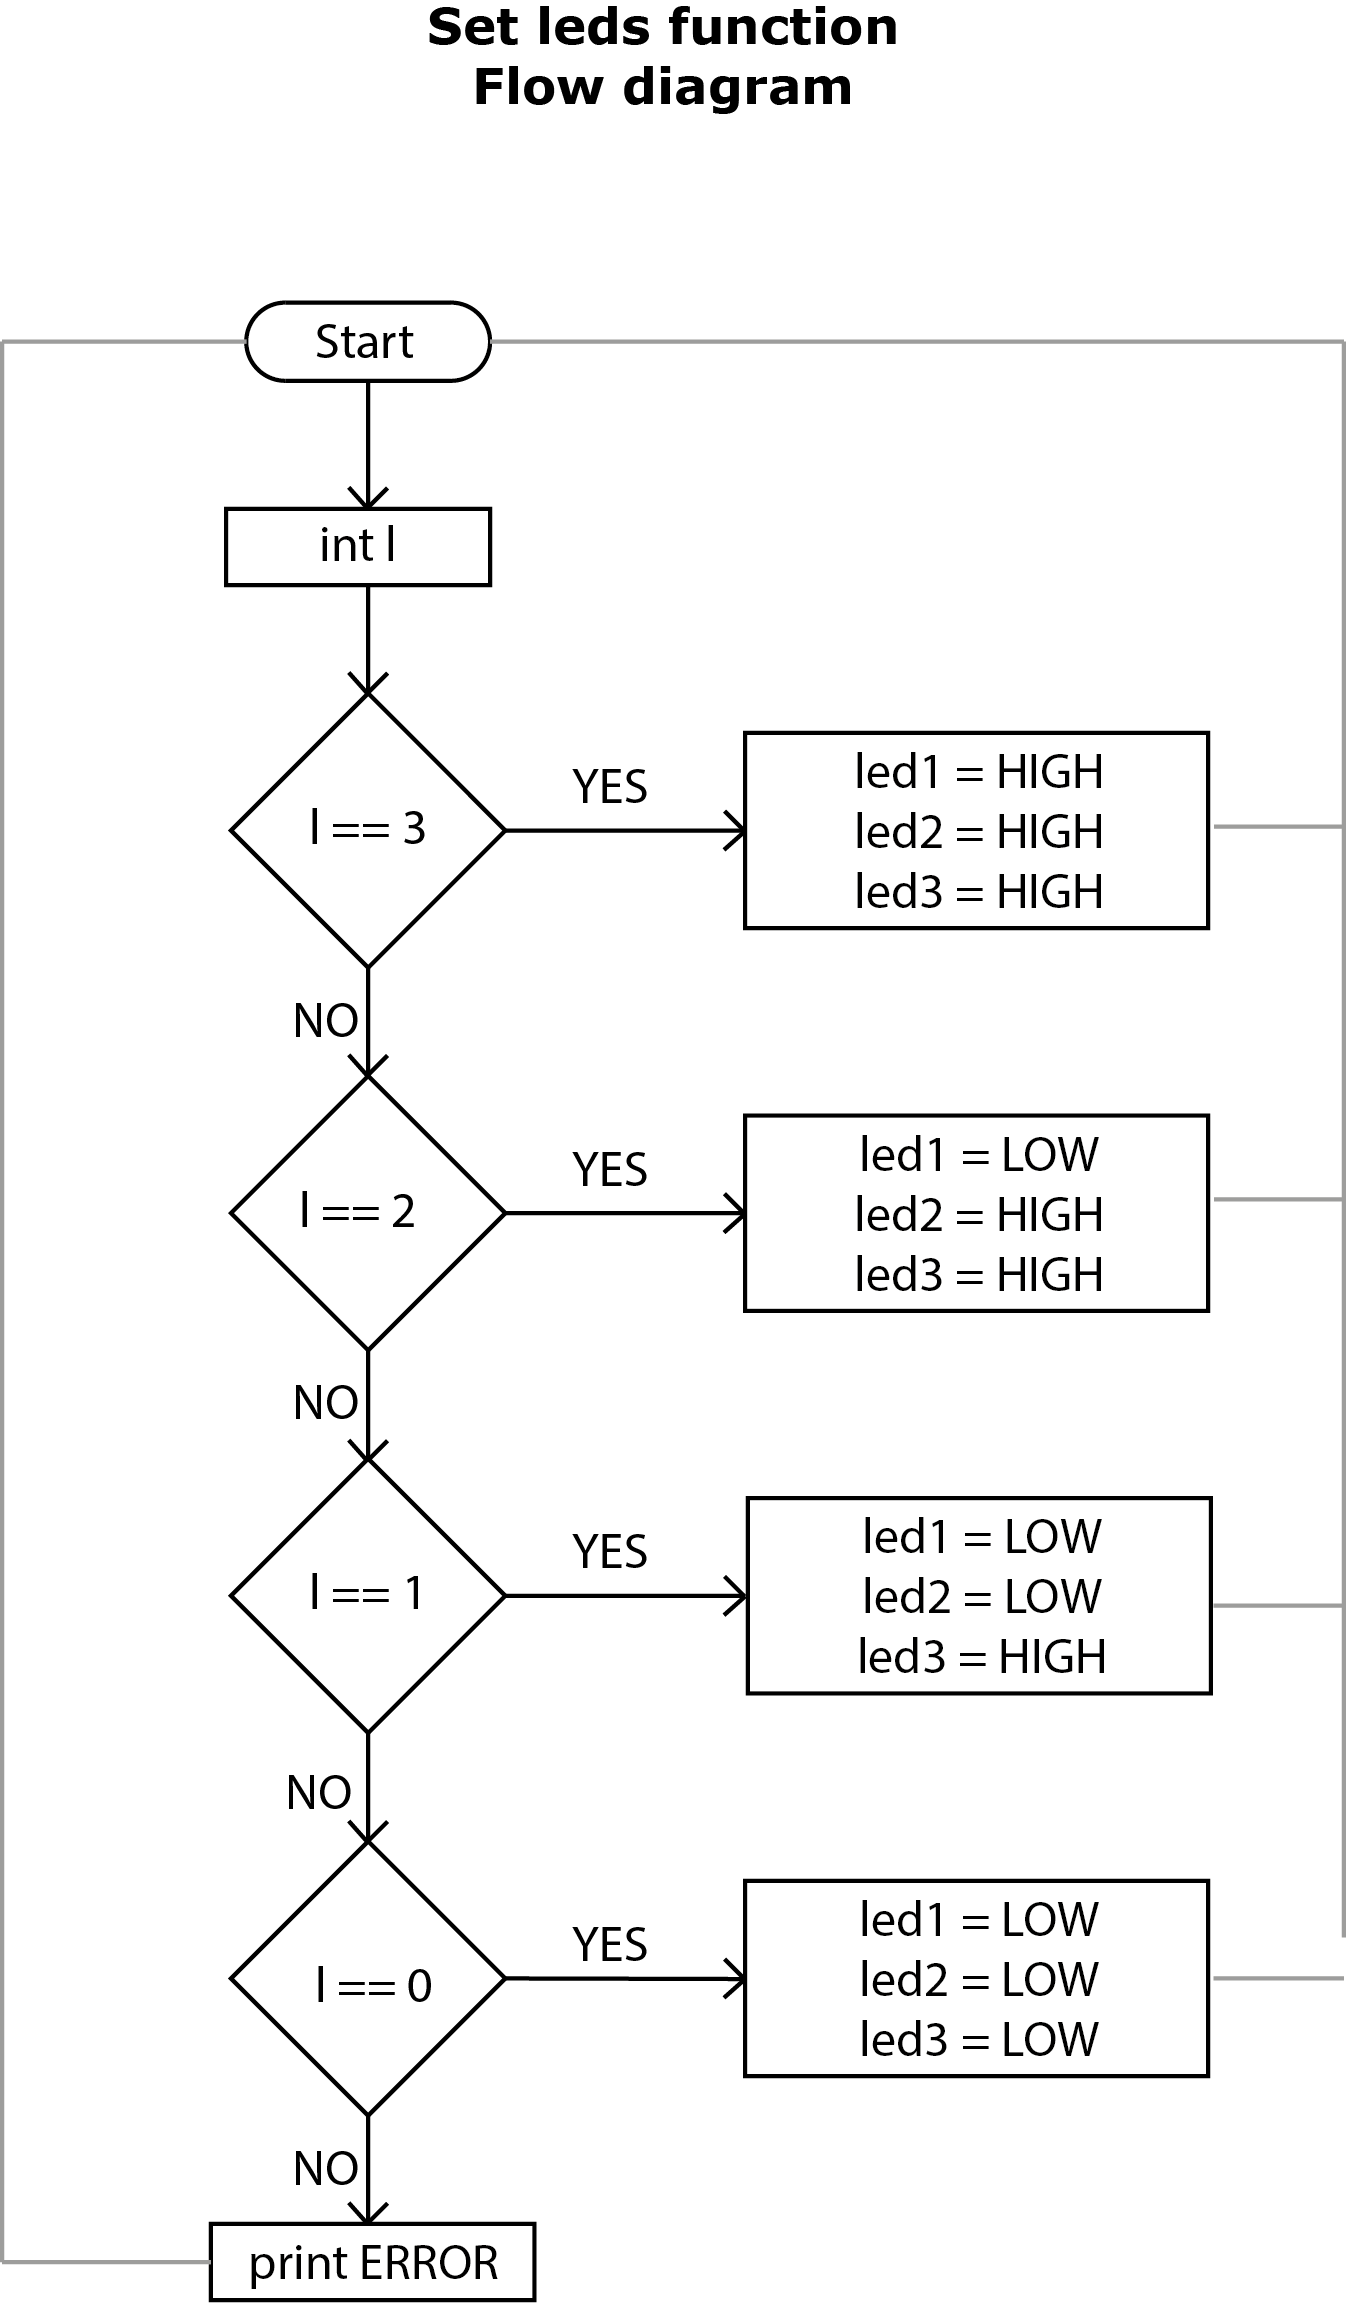 Set leds function
Flow diagram
Start
int l
l == 3
YES
led1 = HIGH
led2 = HIGH
led3 = HIGH
NO
l == 2
YES
led1 = LOW
led2 = HIGH
led3 = HIGH
NO
l == 1
YES
led1 = LOW
led2 = LOW
led3 = HIGH
NO
l == 0
YES
led1 = LOW
led2 = LOW
led3 = LOW
NO
print ERROR